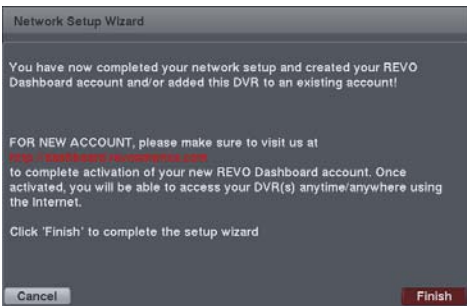 Network Setup Wizard
You have now completed your network setup and created your REVO
Dashboard account and/or added this DVR to an existing account!
FOR NEW ACCOUNT, please make sure to visit us at
to complete activation of your new REVO Dashboard account. Once
activated, you will be able to access your DVR(s) anytime/anywhere using
the Internet.
Click 'Finish' to complete the setup wizard
Cancel
Finish